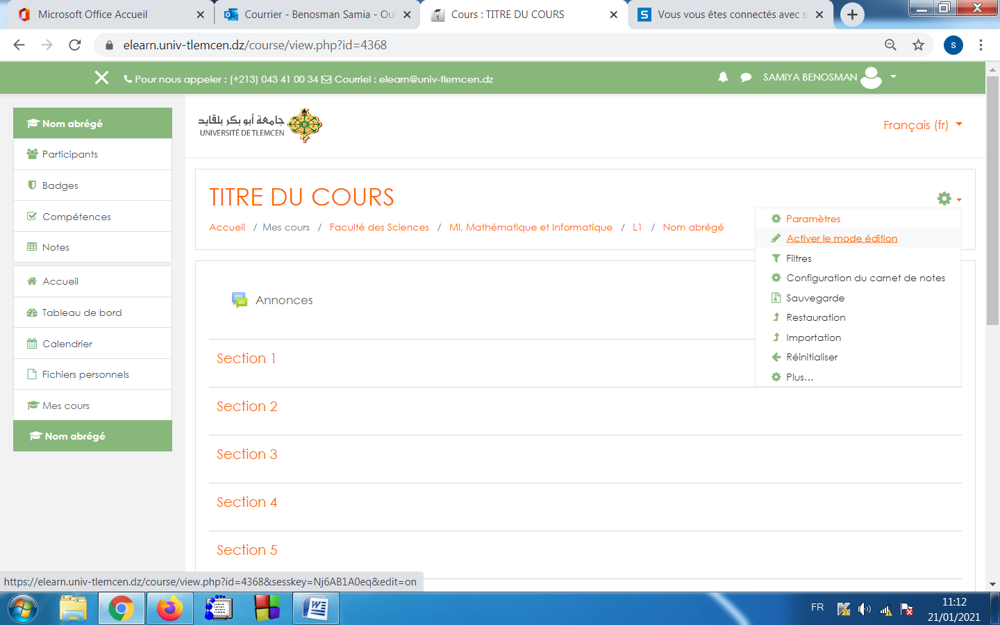 Microsoft Office Accueil
Courrier - Benosman Samia - Ou
Cours : TITRE DU COURS
Vous vous êtes connectés avec s
elearn.univ-tlemcen.dz/course/view.php?id=4368
s
Pour nous appeler : (+213) 043 41 00 34 Courriel : elearn@univ-tlemcen.dz
SAMIYA BENOSMAN
Nom abrégé
Participants
Badges
Compétences
Notes
Accueil
Tableau de bord
Calendrier
Fichiers personnels
Mes cours
Nom abrégé
جامعة أبو بكر بلقايد
UNIVERSITÉ DE TLEMCEN
Français (fr)
TITRE DU COURS
Accueil / Mes cours / Faculté des Sciences / MI, Mathématique et Informatique / L1 / Nom abrégé
Paramètres
Activer le mode édition
Filtres
Configuration du carnet de notes
Sauvegarde
Restauration
Importation
Réinitialiser
Plus...
Annonces
Section 1
Section 2
Section 3
Section 4
Section 5
https://elearn.univ-tlemcen.dz/course/view.php?id=4368&sesskey=Nj6AB1A0eq&edit=on
FR
11:12
21/01/2021